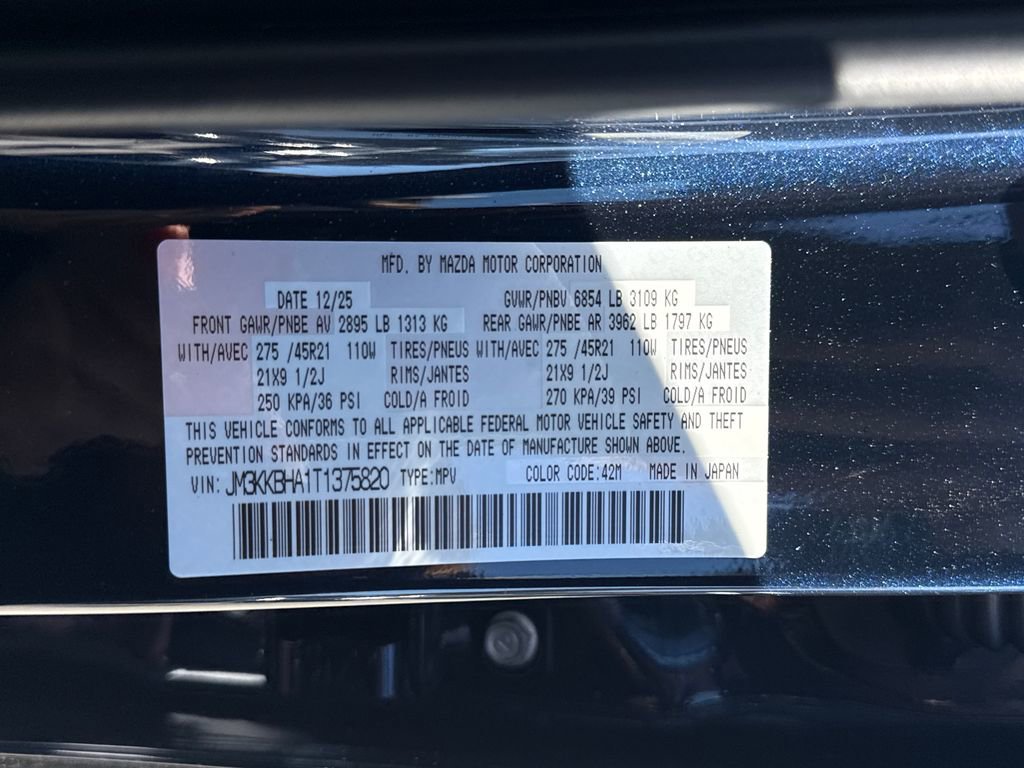 MFD. BY MAZDA MOTOR CORPORATION
DATE 12/25 GVWR/PNBV 6854 LB 3109 KG
FRONT GAWR/PNBE AV 2895 LB 1313 KG REAR GAWR/PNBE AR 3962 LB 1797 KG
WITH/AVEC 275 /45R21 110W TIRES/PNEUS WITH/AVEC 275 /45R21 110W TIRES/PNEUS
21X9 1/2J RIMS/JANTES 21X9 1/2J RIMS/JANTES
250 KPA/36 PSI COLD/A FROID 270 KPA/39 PSI COLD/A FROID
THIS VEHICLE CONFORMS TO ALL APPLICABLE FEDERAL MOTOR VEHICLE SAFETY AND THEFT
PREVENTION STANDARDS IN EFFECT ON THE DATE OF MANUFACTURE SHOWN ABOVE.
VIN: JM3KKBHA1T1375820 TYPE:MPV COLOR CODE:42M MADE IN JAPAN